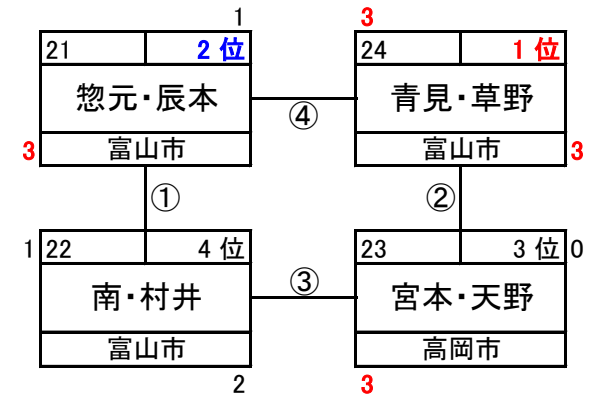 1 3
21 2 位 24 1 位
惣元・辰本 ④ 青見・草野
3 富山市 富山市 3
① ②
1 22 4 位 23 3 位 0
南・村井 ③ 宮本・天野
富山市 高岡市
2 3